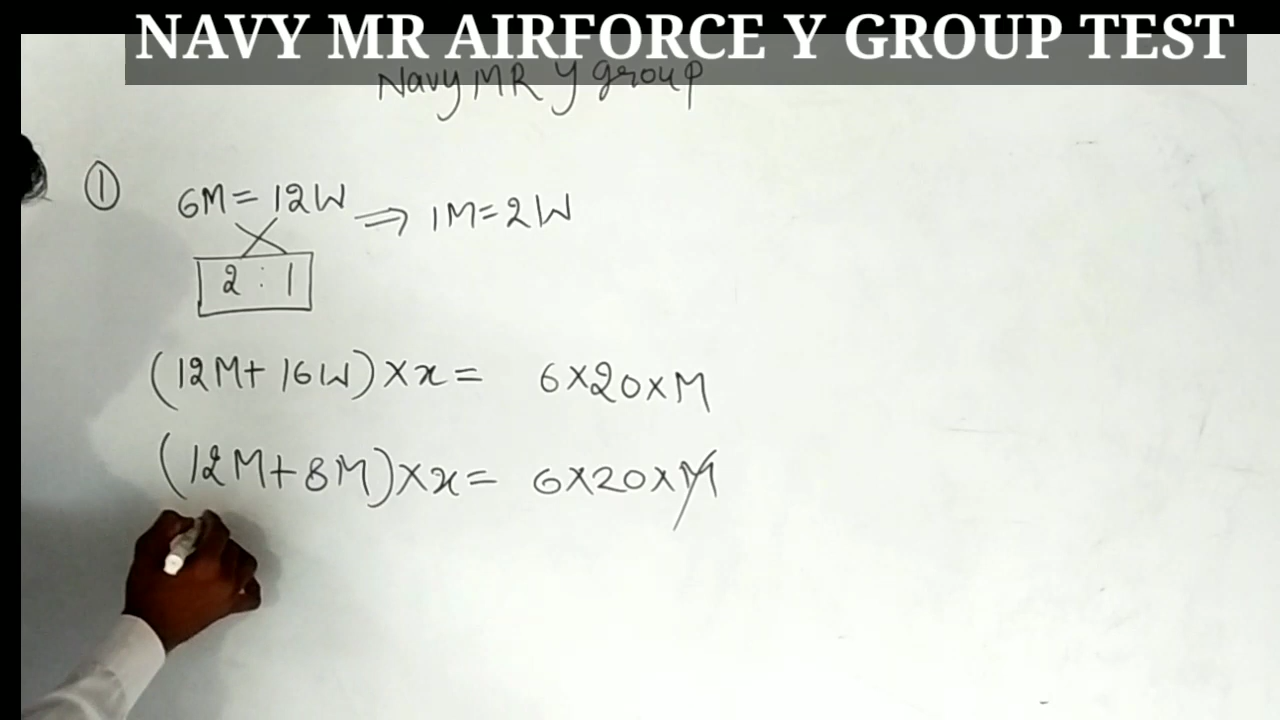 NAVY MR AIRFORCE Y GROUP TEST
Navy MR Y group
① 6M = 12W ⇒ 1M = 2W
2 : 1
(12M + 16W) × x = 6 × 20 × M
(12M + 8M) × x = 6 × 20 × M